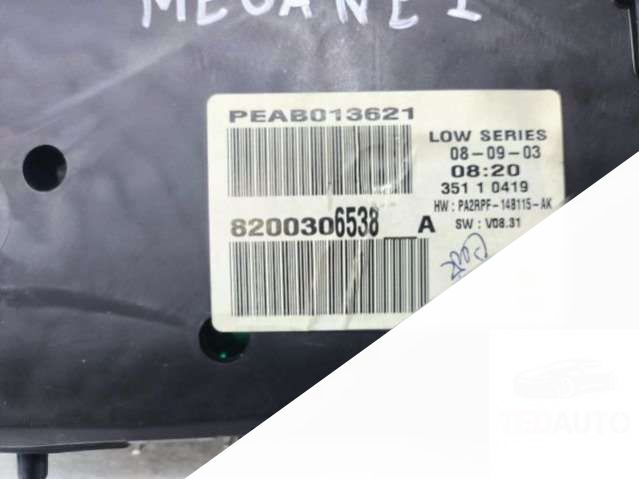 MEGANE I
PEAB013621
LOW SERIES
08-09-03
08:20
351 1 0419
HW : PA2RPF-14B115-AK
SW : V08.31
8200306538__A
TEDAUTO